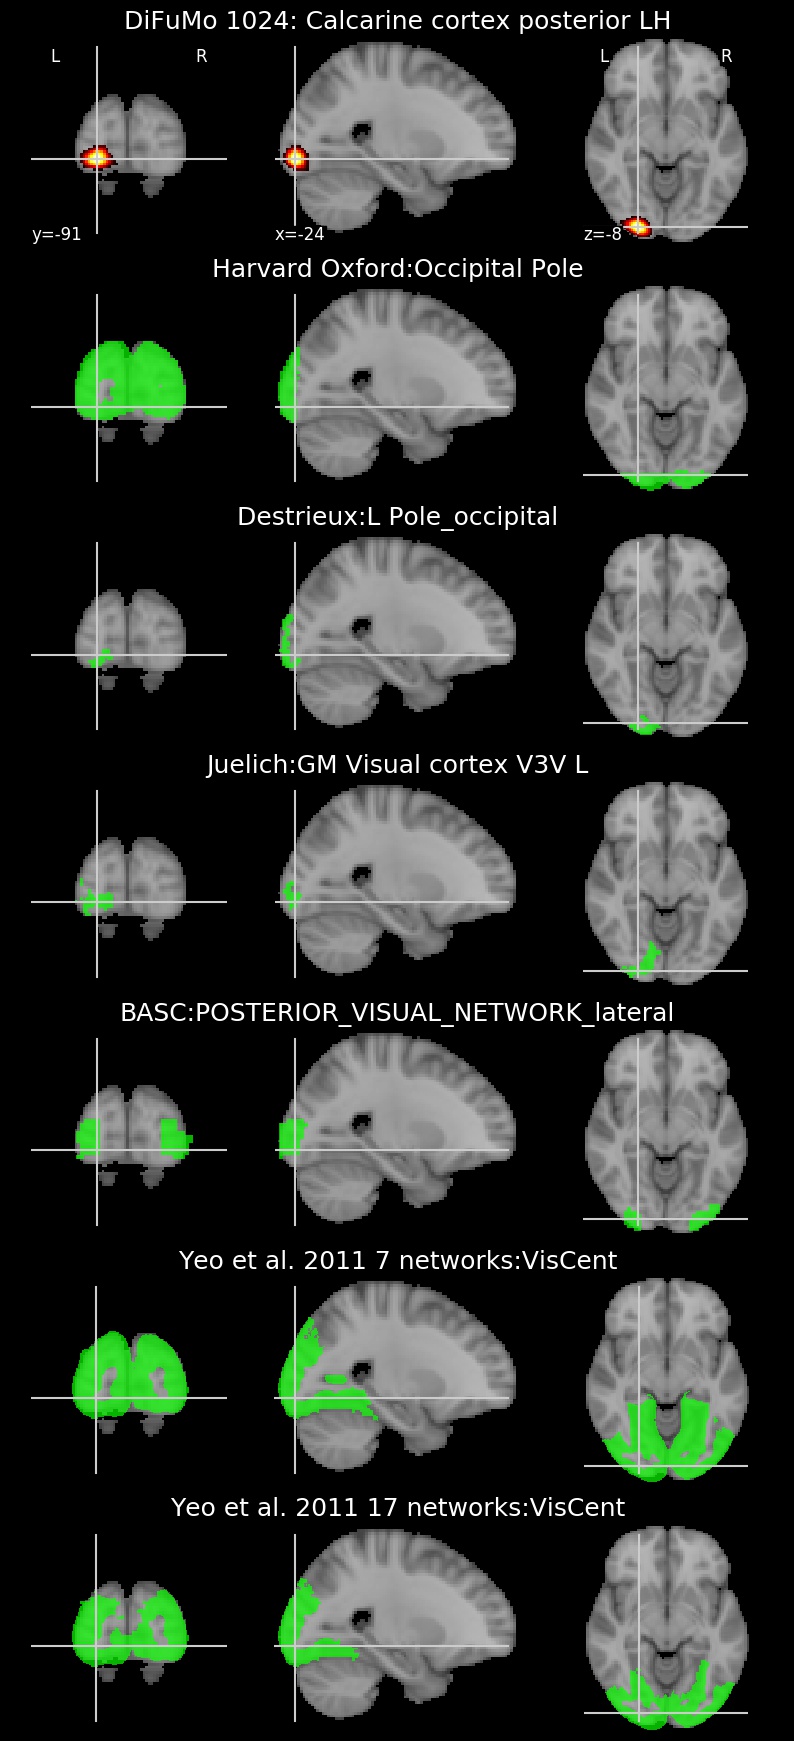 DiFuMo 1024: Calcarine cortex posterior LH
L R L R
y=-91 x=-24 z=-8
Harvard Oxford:Occipital Pole
Destrieux:L Pole_occipital
Juelich:GM Visual cortex V3V L
BASC:POSTERIOR_VISUAL_NETWORK_lateral
Yeo et al. 2011 7 networks:VisCent
Yeo et al. 2011 17 networks:VisCent